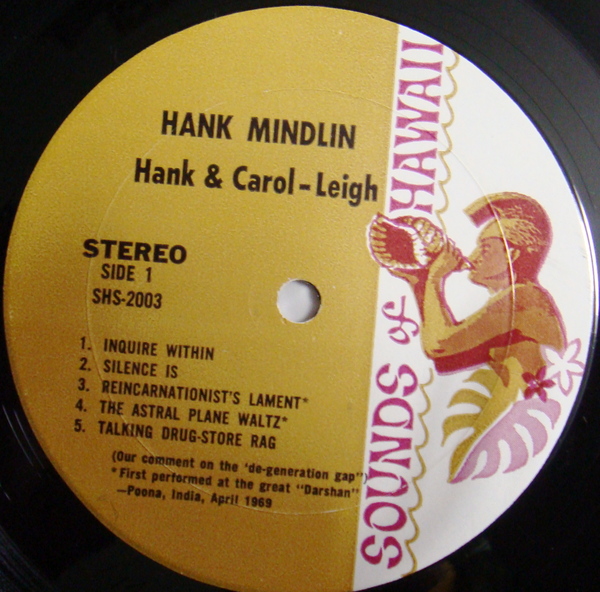 HANK MINDLIN
Hank & Carol-Leigh
STEREO
SIDE 1
SHS-2003
1. INQUIRE WITHIN
2. SILENCE IS
3. REINCARNATIONIST'S LAMENT*
4. THE ASTRAL PLANE WALTZ*
5. TALKING DRUG-STORE RAG
(Our comment on the 'de-generation gap")
*First performed at the great "Darshan"
—Poona, India, April 1969
SOUNDS of HAWAII